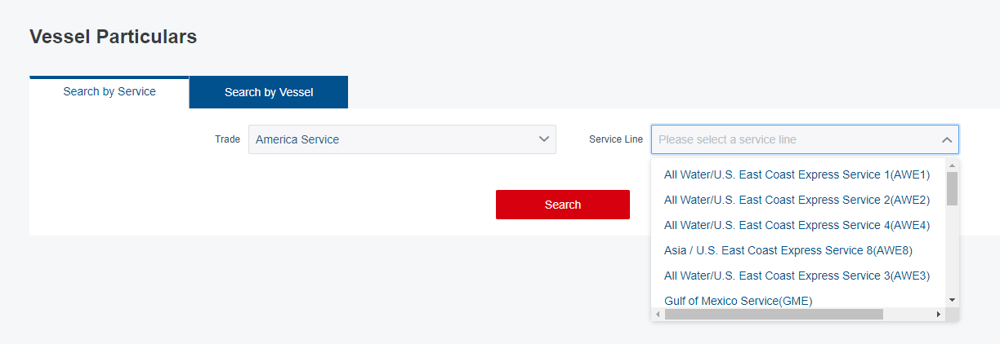 Vessel Particulars
Search by Service
Search by Vessel
Trade
America Service
Service Line
Please select a service line
All Water/U.S. East Coast Express Service 1(AWE1)
All Water/U.S. East Coast Express Service 2(AWE2)
All Water/U.S. East Coast Express Service 4(AWE4)
Asia / U.S. East Coast Express Service 8(AWE8)
All Water/U.S. East Coast Express Service 3(AWE3)
Gulf of Mexico Service(GME)
Search